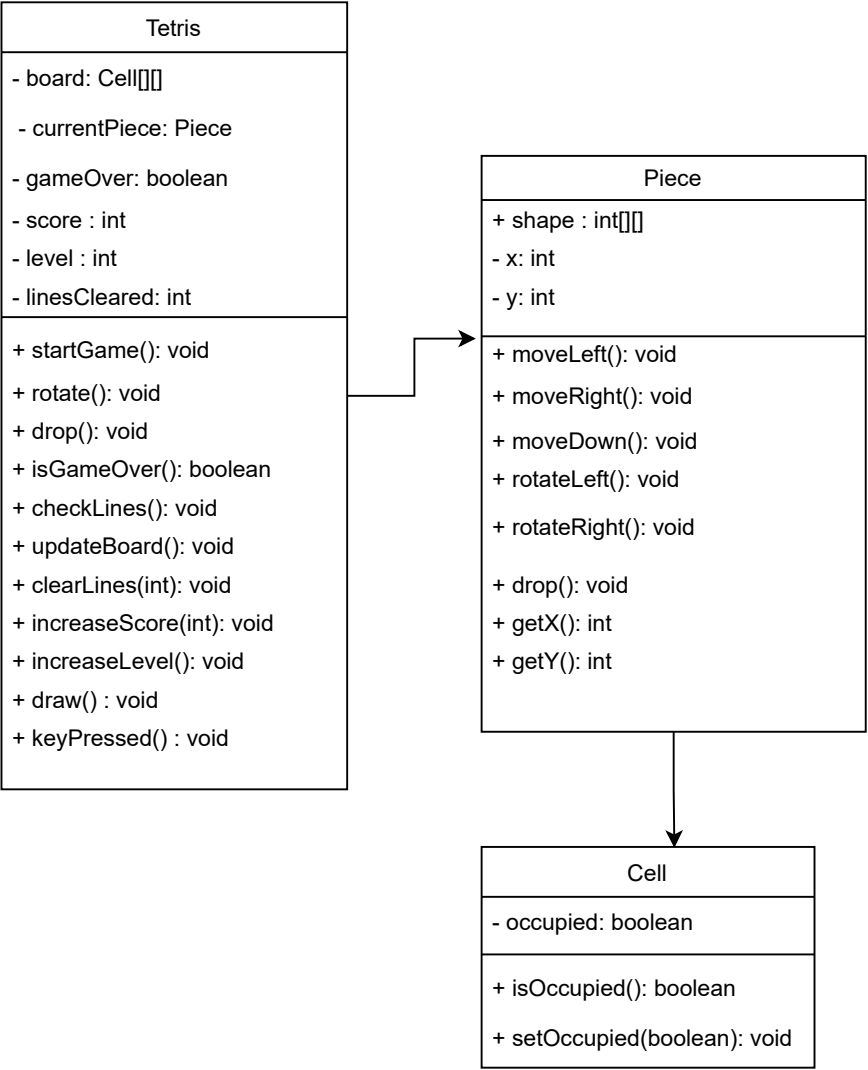 Tetris
- board: Cell[][]
- currentPiece: Piece
- gameOver: boolean
- score : int
- level : int
- linesCleared: int
+ startGame(): void
+ rotate(): void
+ drop(): void
+ isGameOver(): boolean
+ checkLines(): void
+ updateBoard(): void
+ clearLines(int): void
+ increaseScore(int): void
+ increaseLevel(): void
+ draw() : void
+ keyPressed() : void
Piece
+ shape : int[][]
- x: int
- y: int
+ moveLeft(): void
+ moveRight(): void
+ moveDown(): void
+ rotateLeft(): void
+ rotateRight(): void
+ drop(): void
+ getX(): int
+ getY(): int
Cell
- occupied: boolean
+ isOccupied(): boolean
+ setOccupied(boolean): void